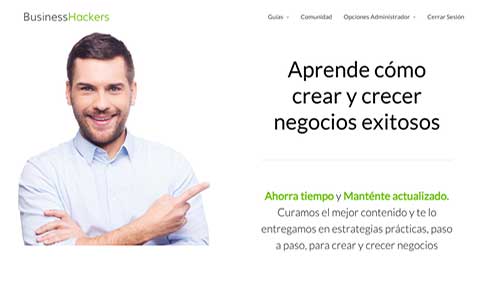 BusinessHackers
Guías Comunidad Opciones Administrador Cerrar Sesión
Aprende cómo
crear y crecer
negocios exitosos
Ahorra tiempo y Manténte actualizado.
Curamos el mejor contenido y te lo
entregamos en estrategias prácticas, paso
a paso, para crear y crecer negocios